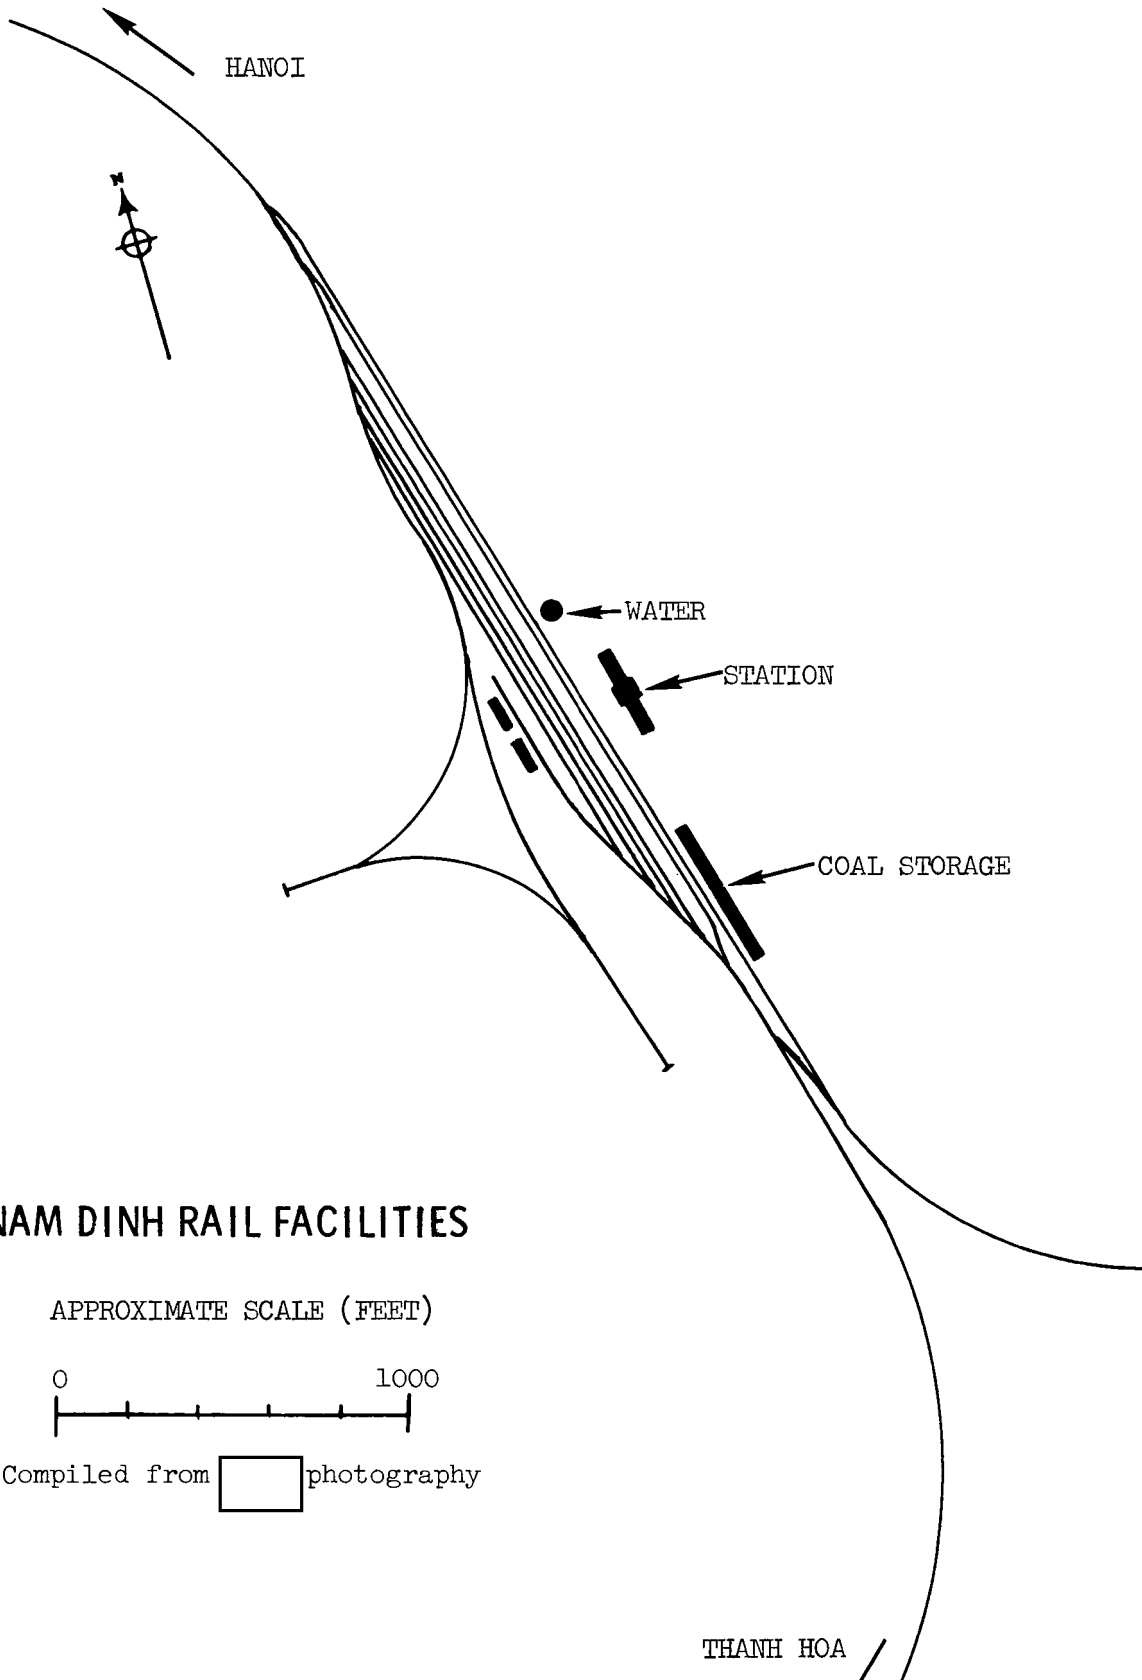 HANOI
N
WATER
STATION
COAL STORAGE
NAM DINH RAIL FACILITIES
APPROXIMATE SCALE (FEET)
0 1000
Compiled from photography
THANH HOA